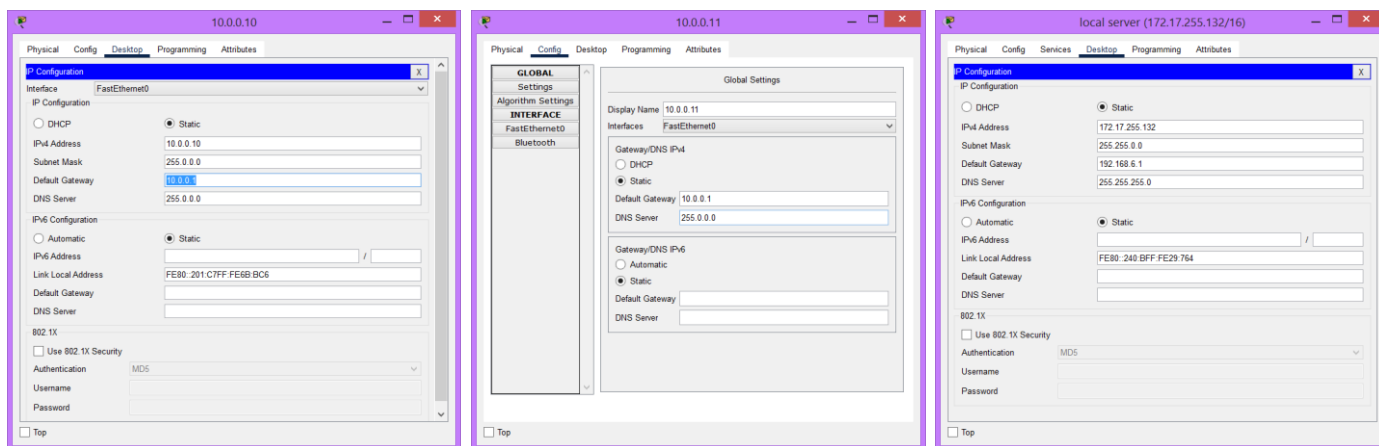 10.0.0.10
Physical Config Desktop Programming Attributes
IP Configuration X
Interface FastEthernet0
IP Configuration
DHCP Static
IPv4 Address 10.0.0.10
Subnet Mask 255.0.0.0
Default Gateway 10.0.0.1
DNS Server 255.0.0.0
IPv6 Configuration
Automatic Static
IPv6 Address /
Link Local Address FE80::201:C7FF:FE6B:BC6
Default Gateway
DNS Server
802.1X
Use 802.1X Security
Authentication MD5
Username
Password
Top
10.0.0.11
Physical Config Desktop Programming Attributes
GLOBAL
Settings
Algorithm Settings
INTERFACE
FastEthernet0
Bluetooth
Global Settings
Display Name 10.0.0.11
Interfaces FastEthernet0
Gateway/DNS IPv4
DHCP
Static
Default Gateway 10.0.0.1
DNS Server 255.0.0.0
Gateway/DNS IPv6
Automatic
Static
Default Gateway
DNS Server
Top
local server (172.17.255.132/16)
Physical Config Services Desktop Programming Attributes
IP Configuration X
IP Configuration
DHCP Static
IPv4 Address 172.17.255.132
Subnet Mask 255.255.0.0
Default Gateway 192.168.6.1
DNS Server 255.255.255.0
IPv6 Configuration
Automatic Static
IPv6 Address /
Link Local Address FE80::240:BFF:FE29:764
Default Gateway
DNS Server
802.1X
Use 802.1X Security
Authentication MD5
Username
Password
Top